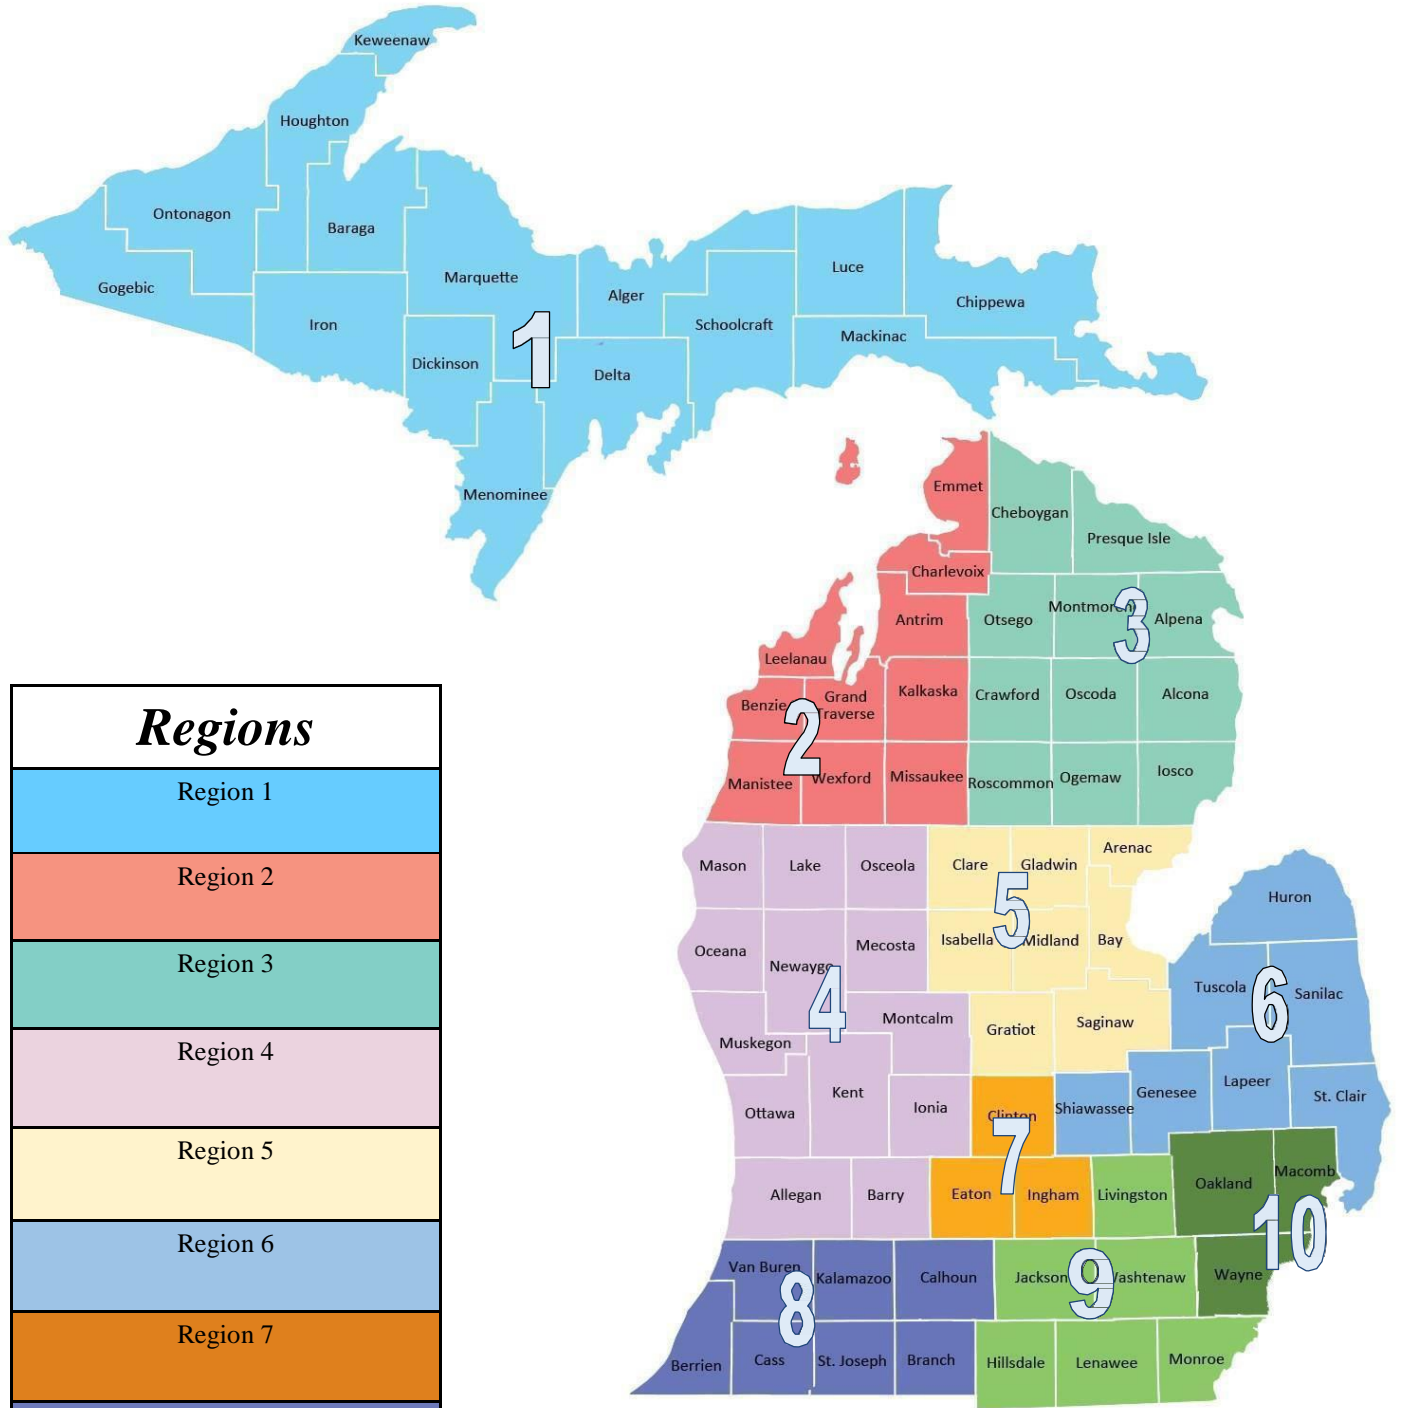 Keweenaw
Houghton
Ontonagon
Baraga
Gogebic
Marquette
Luce
Alger
Chippewa
Iron
Schoolcraft
Mackinac
1
Dickinson
Delta
Menominee
Emmet
Cheboygan
Presque Isle
Charlevoix
Montmoren
3
Antrim
Otsego
Alpena
Leelanau
Kalkaska
Crawford
Oscoda
Alcona
Benzie
Grand
Traverse
2
Manistee
Wexford
Missaukee
Roscommon
Ogemaw
Iosco
Regions
Region 1
Region 2
Region 3
Region 4
Region 5
Region 6
Region 7
Mason
Lake
Osceola
Clare
Gladwin
Arenac
5
Huron
Oceana
Newaygo
Mecosta
Isabella
Midland
Bay
4
Tuscola
6
Sanilac
Muskegon
Montcalm
Gratiot
Saginaw
Ottawa
Kent
Ionia
Clinton
Shiawassee
Genesee
Lapeer
St. Clair
7
Allegan
Barry
Eaton
Ingham
Livingston
Oakland
Macomb
10
Van Buren
Kalamazoo
Calhoun
Jackson
9
Washtenaw
Wayne
8
Berrien
Cass
St. Joseph
Branch
Hillsdale
Lenawee
Monroe